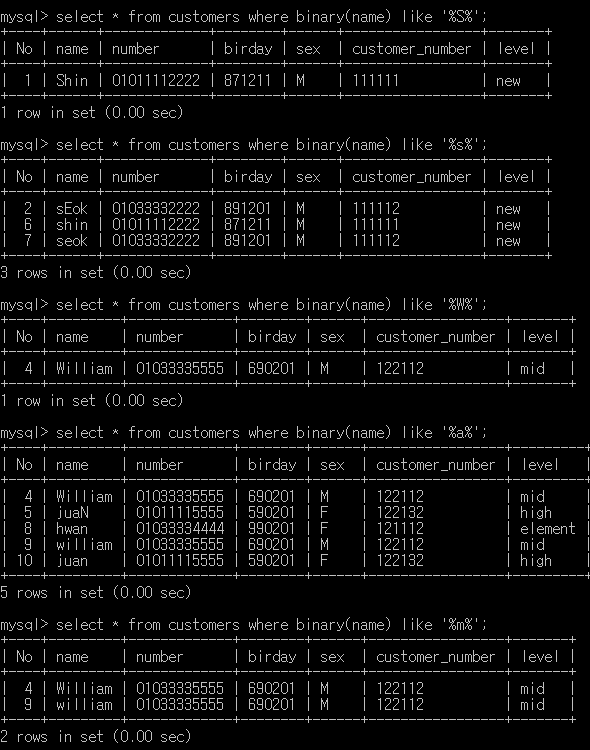 mysql> select * from customers where binary(name) like '%S%';
+----+------+-------------+--------+------+-----------------+-------+
| No | name | number | birday | sex | customer_number | level |
+----+------+-------------+--------+------+-----------------+-------+
| 1 | Shin | 01011112222 | 871211 | M | 111111 | new |
+----+------+-------------+--------+------+-----------------+-------+
1 row in set (0.00 sec)
mysql> select * from customers where binary(name) like '%s%';
+----+------+-------------+--------+------+-----------------+-------+
| No | name | number | birday | sex | customer_number | level |
+----+------+-------------+--------+------+-----------------+-------+
| 2 | sEok | 01033332222 | 891201 | M | 111112 | new |
| 6 | shin | 01011112222 | 871211 | M | 111111 | new |
| 7 | seok | 01033332222 | 891201 | M | 111112 | new |
+----+------+-------------+--------+------+-----------------+-------+
3 rows in set (0.00 sec)
mysql> select * from customers where binary(name) like '%W%';
+----+---------+-------------+--------+------+-----------------+-------+
| No | name | number | birday | sex | customer_number | level |
+----+---------+-------------+--------+------+-----------------+-------+
| 4 | William | 01033335555 | 690201 | M | 122112 | mid |
+----+---------+-------------+--------+------+-----------------+-------+
1 row in set (0.00 sec)
mysql> select * from customers where binary(name) like '%a%';
+----+---------+-------------+--------+------+-----------------+---------+
| No | name | number | birday | sex | customer_number | level
+----+---------+-------------+--------+------+-----------------+---------+
| 4 | William | 01033335555 | 690201 | M | 122112 | mid
| 5 | juaN | 01011115555 | 590201 | F | 122132 | high
| 8 | hwan | 01033334444 | 990201 | F | 121112 | element
| 9 | william | 01033335555 | 690201 | M | 122112 | mid
| 10 | juan | 01011115555 | 590201 | F | 122132 | high
+----+---------+-------------+--------+------+-----------------+---------+
5 rows in set (0.00 sec)
mysql> select * from customers where binary(name) like '%m%';
+----+---------+-------------+--------+------+-----------------+-------+
| No | name | number | birday | sex | customer_number | level |
+----+---------+-------------+--------+------+-----------------+-------+
| 4 | William | 01033335555 | 690201 | M | 122112 | mid |
| 9 | william | 01033335555 | 690201 | M | 122112 | mid |
+----+---------+-------------+--------+------+-----------------+-------+
2 rows in set (0.00 sec)